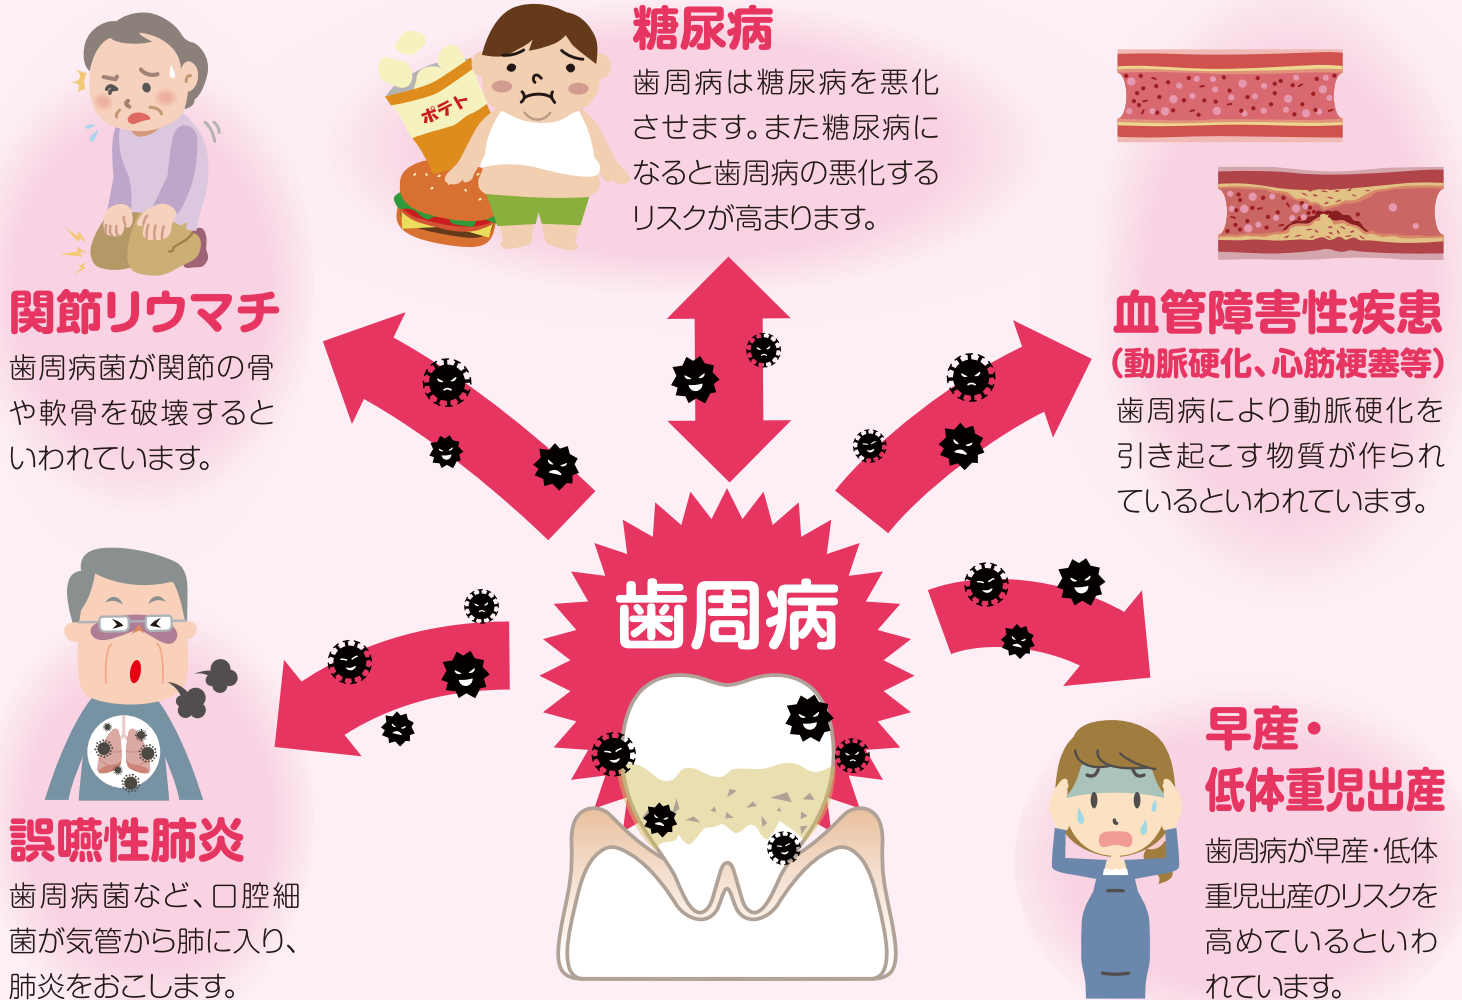 糖尿病
歯周病は糖尿病を悪化
させます。また糖尿病に
なると歯周病の悪化する
リスクが高まります。
ポテト
関節リウマチ
歯周病菌が関節の骨
や軟骨を破壊すると
いわれています。
血管障害性疾患
（動脈硬化、心筋梗塞等）
歯周病により動脈硬化を
引き起こす物質が作られ
ているといわれています。
歯周病
誤嚥性肺炎
歯周病菌など、口腔細
菌が気管から肺に入り、
肺炎をおこします。
早産・
低体重児出産
歯周病が早産・低体
重児出産のリスクを
高めているといわ
れています。